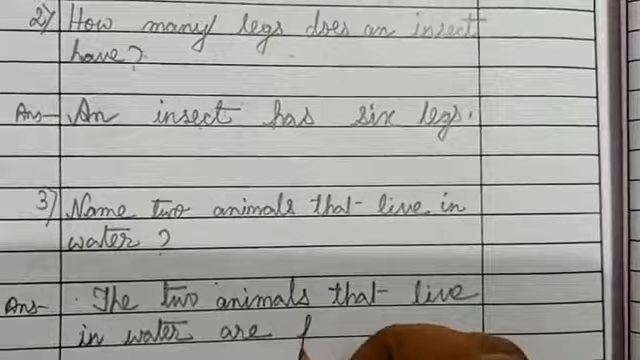 2) How many legs does an insect
have?
Ans- An insect has six legs.
3) Name two animals that live in
water?
Ans- The two animals that live
in water are